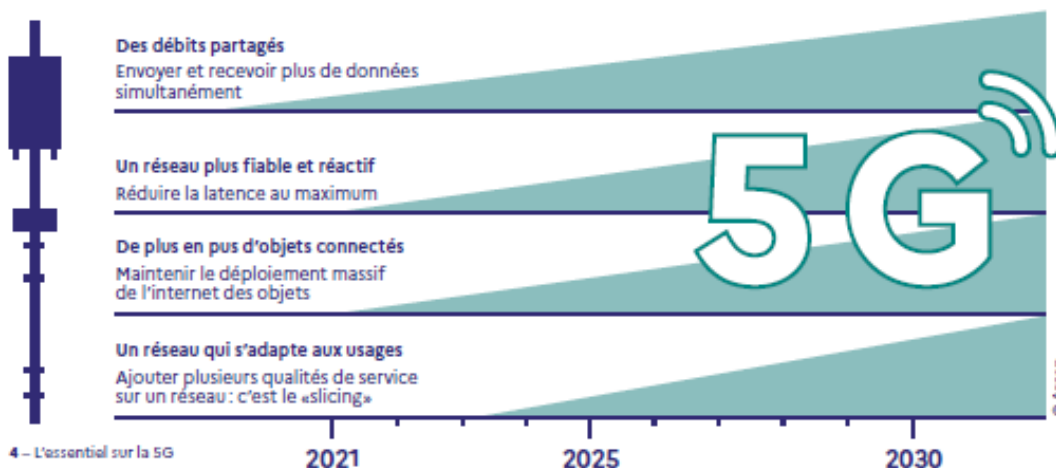 Des débits partagés
Envoyer et recevoir plus de données
simultanément
Un réseau plus fiable et réactif
Réduire la latence au maximum
De plus en pus d'objets connectés
Maintenir le déploiement massif
de l'internet des objets
Un réseau qui s'adapte aux usages
Ajouter plusieurs qualités de service
sur un réseau : c'est le «slicing»
5G
4 – L'essentiel sur la 5G
2021
2025
2030